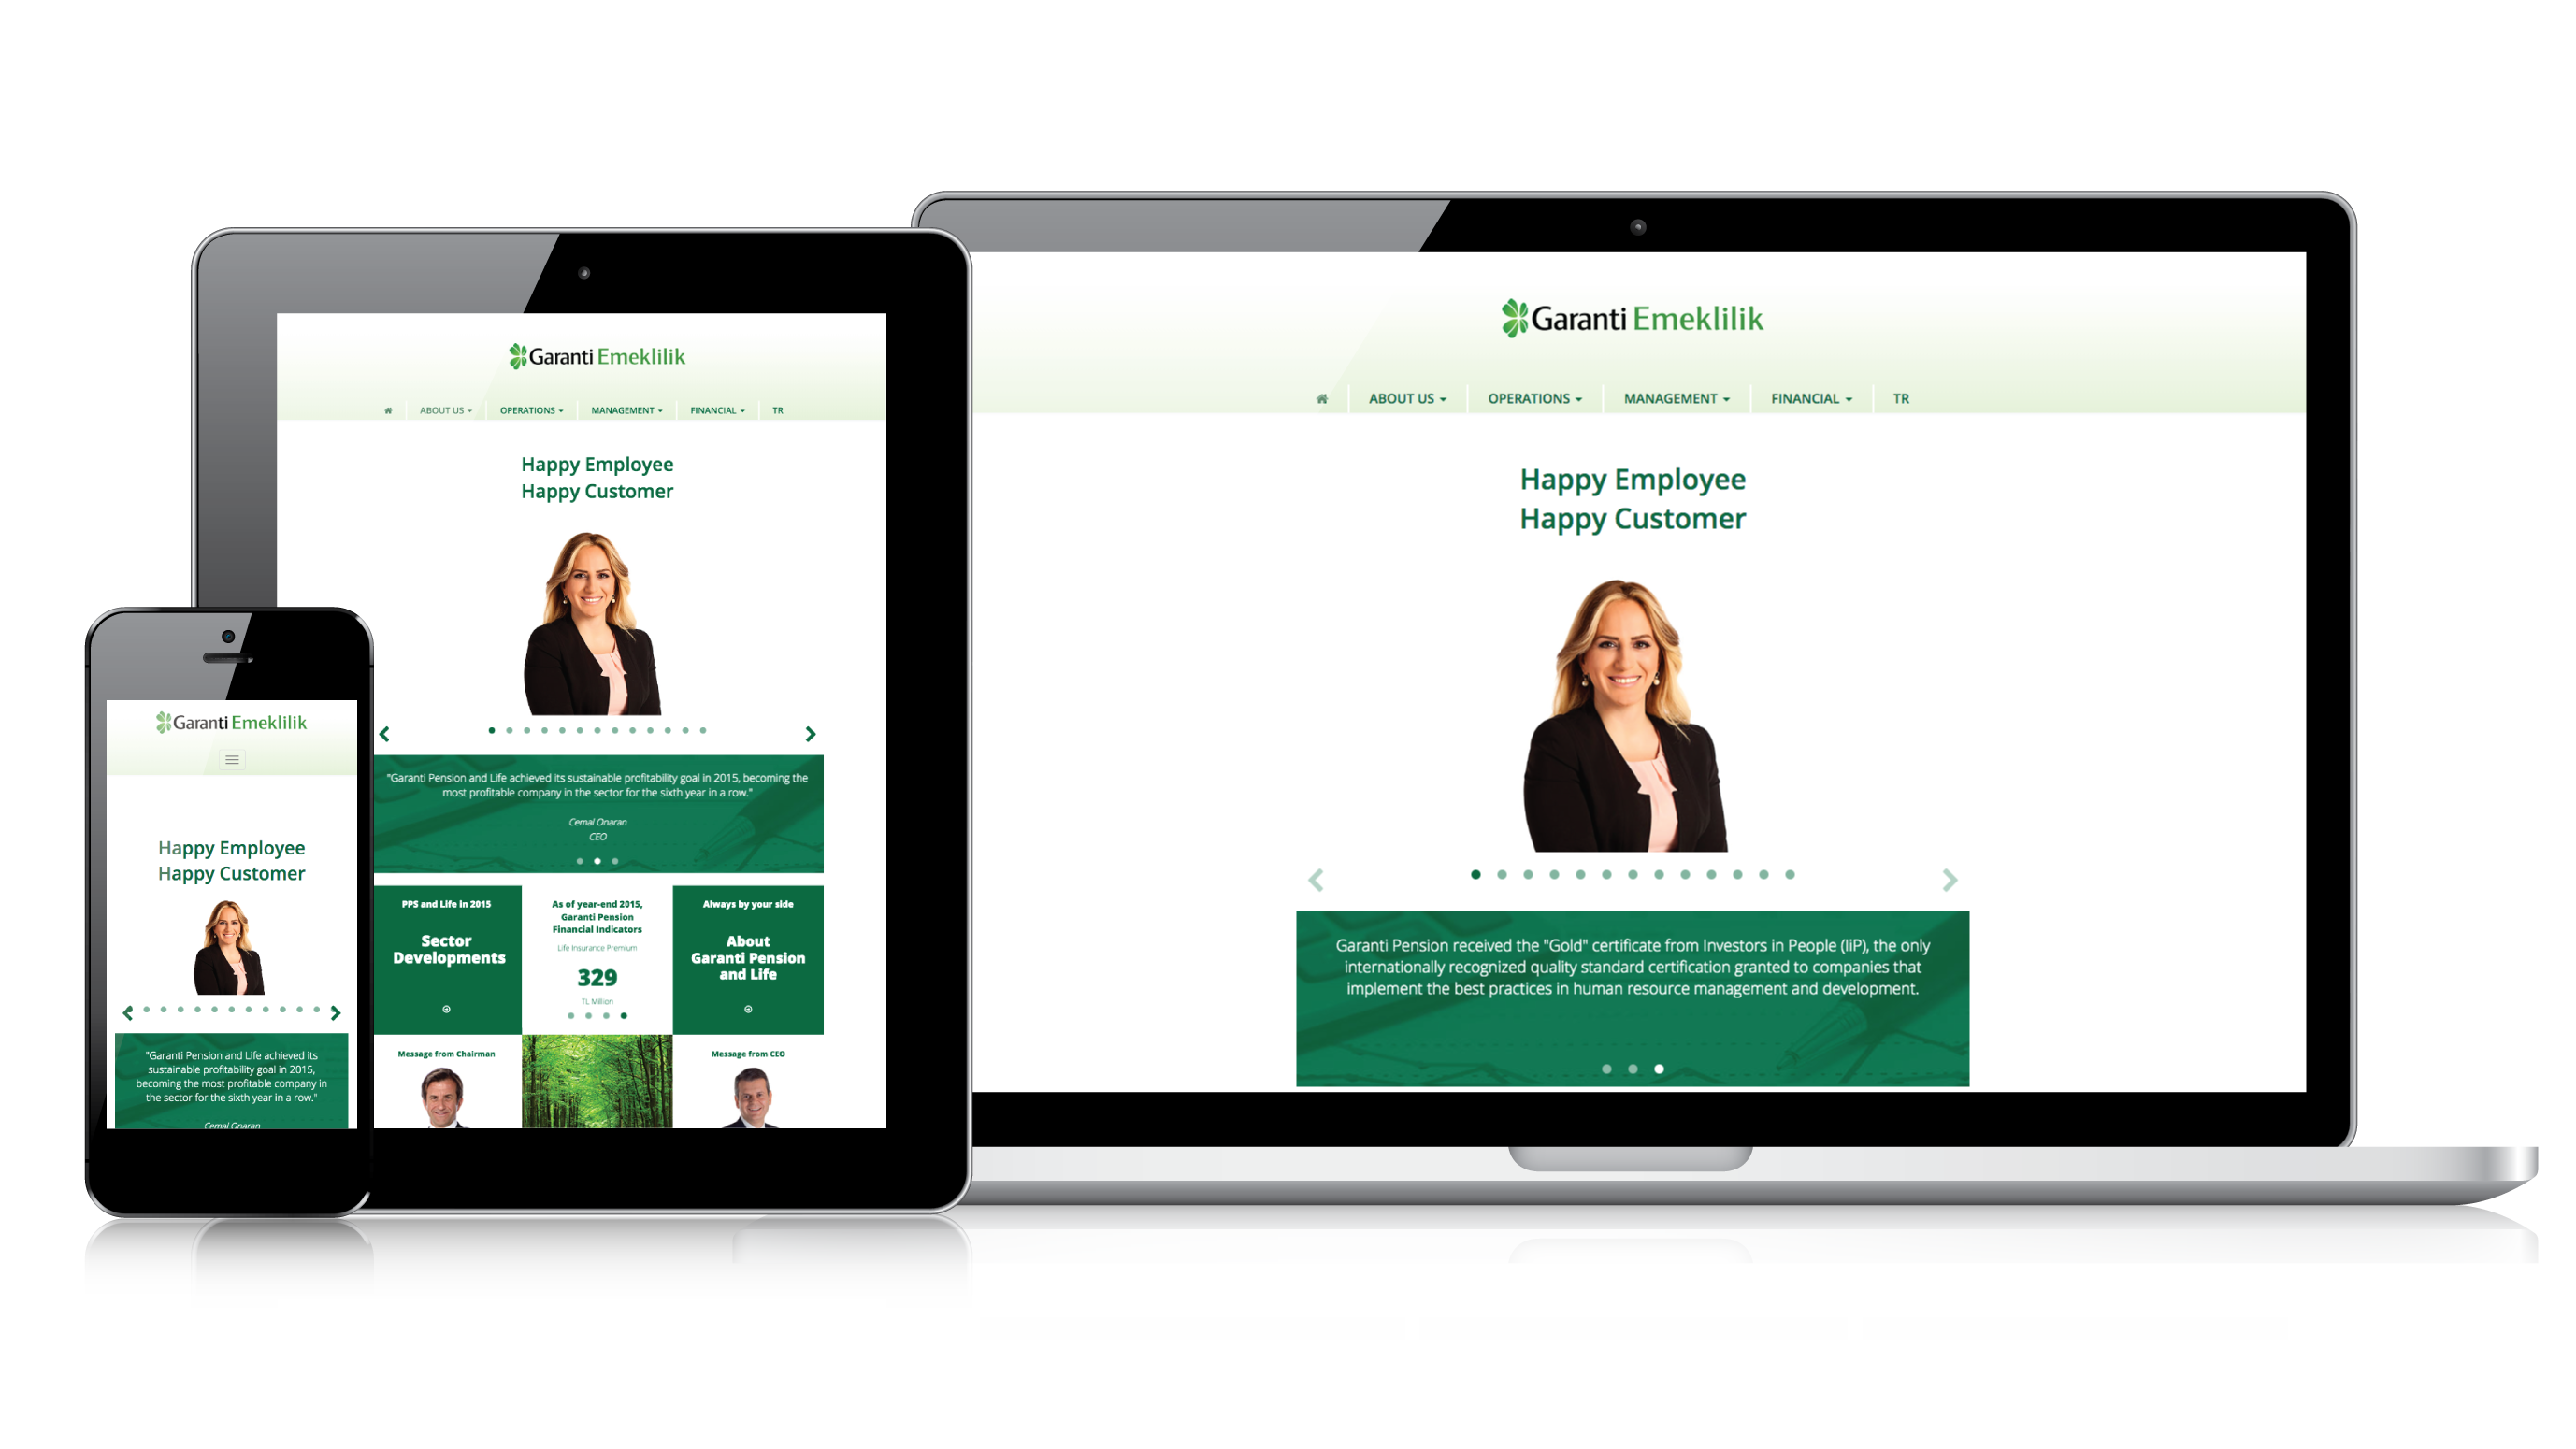 Garanti Emeklilik
ABOUT US
OPERATIONS
MANAGEMENT
FINANCIAL
TR
Happy Employee
Happy Customer
Garanti Pension received the "Gold" certificate from Investors in People (IiP), the only
internationally recognized quality standard certification granted to companies that
implement the best practices in human resource management and development.
Garanti Emeklilik
ABOUT US
OPERATIONS
MANAGEMENT
FINANCIAL
TR
Happy Employee
Happy Customer
"Garanti Pension and Life achieved its sustainable profitability goal in 2015, becoming the
most profitable company in the sector for the sixth year in a row."
Cemal Onaran
CEO
PPS and Life in 2015
Sector
Developments
As of year-end 2015,
Garanti Pension
Financial Indicators
Life Insurance Premium
329
TL Million
Always by your side
About
Garanti Pension
and Life
Message from Chairman
Message from CEO
Garanti Emeklilik
Happy Employee
Happy Customer
"Garanti Pension and Life achieved its
sustainable profitability goal in 2015,
becoming the most profitable company in
the sector for the sixth year in a row."
Cemal Onaran